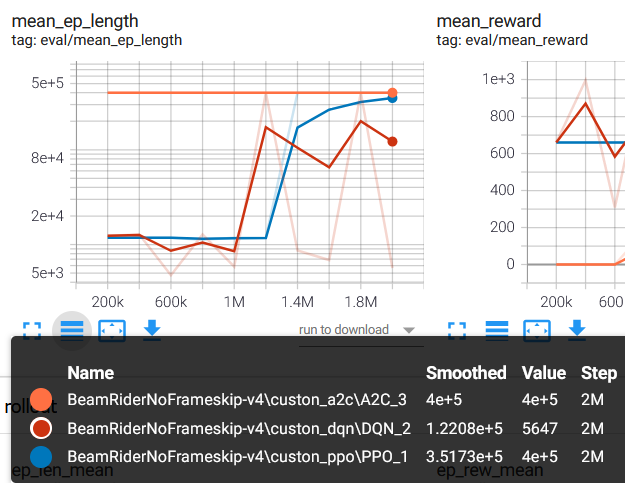 mean_ep_length
tag: eval/mean_ep_length
5e+5
8e+4
2e+4
5e+3
200k 600k 1M 1.4M 1.8M
run to download
mean_reward
tag: eval/mean_reward
1e+3
800
600
400
200
0
200k 600
Name Smoothed Value Step
BeamRiderNoFrameskip-v4\custon_a2c\A2C_3 4e+5 4e+5 2M
BeamRiderNoFrameskip-v4\custon_dqn\DQN_2 1.2208e+5 5647 2M
BeamRiderNoFrameskip-v4\custon_ppo\PPO_1 3.5173e+5 4e+5 2M
ep_len_mean ep_rew_mean